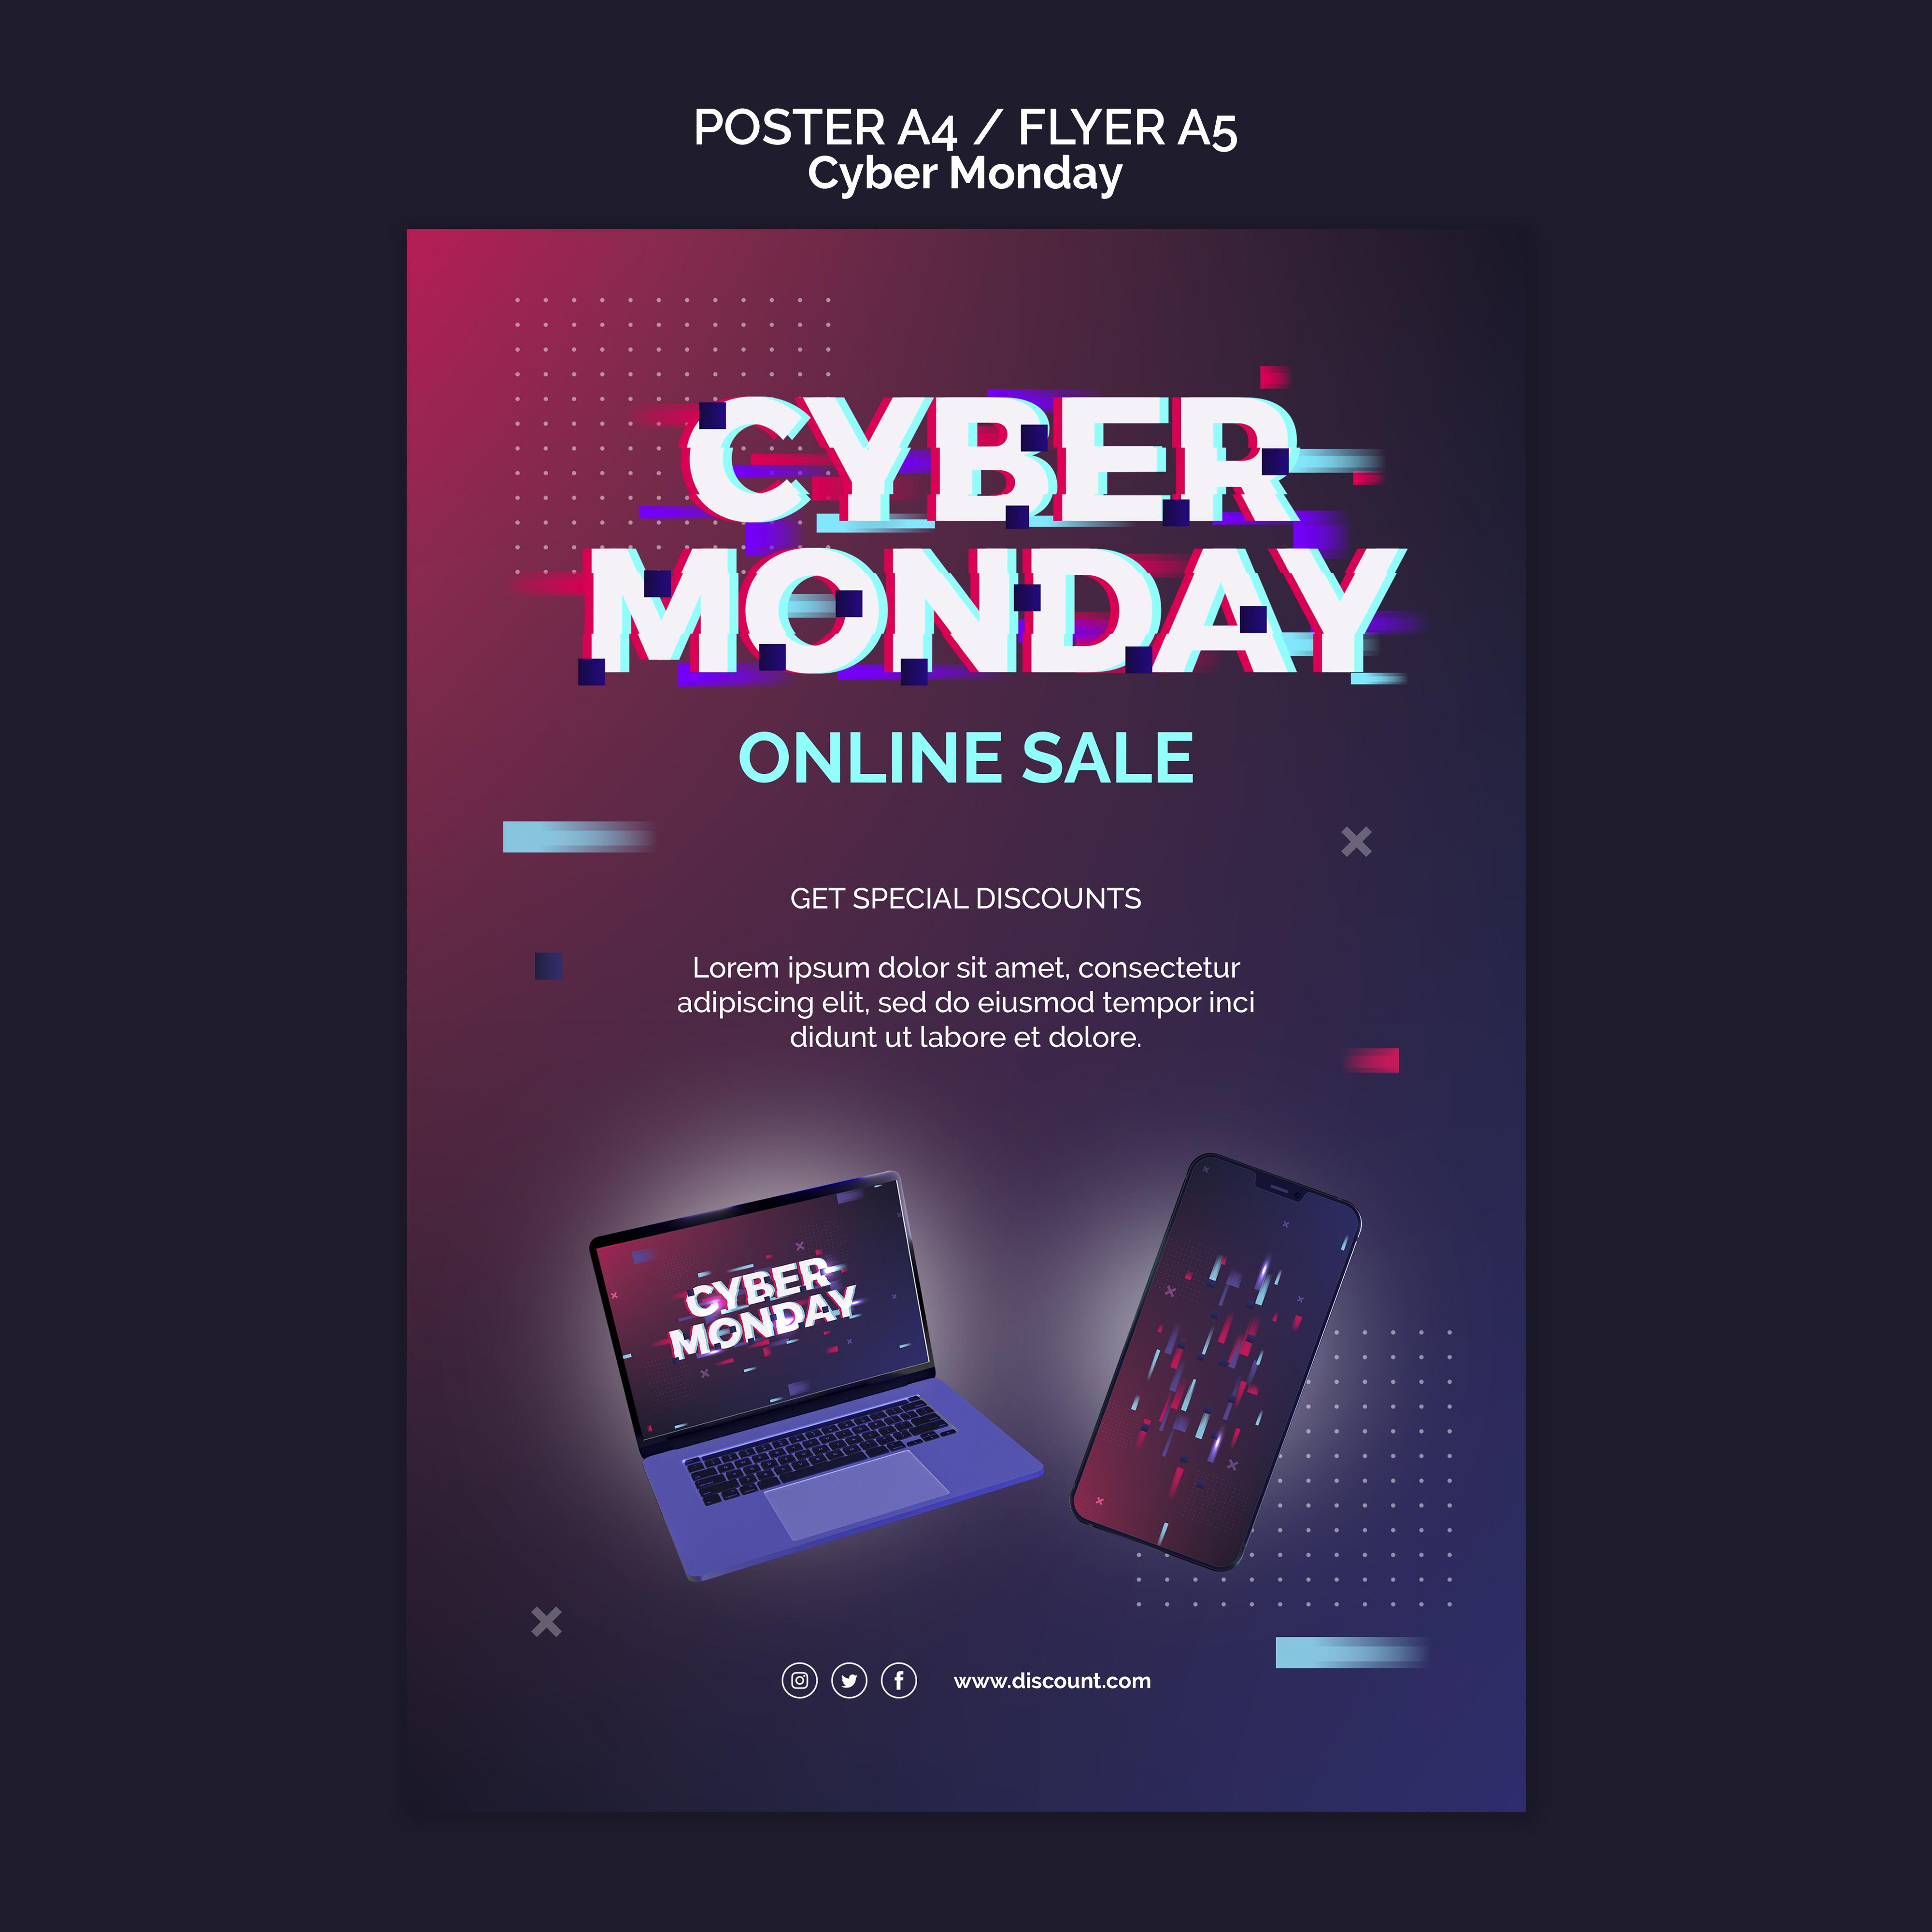 POSTER A4 / FLYER A5
Cyber Monday
CYBER
MONDAY
ONLINE SALE
GET SPECIAL DISCOUNTS
Lorem ipsum dolor sit amet, consectetur
adipiscing elit, sed do eiusmod tempor inci
didunt ut labore et dolore.
CYBER
MONDAY
www.discount.com